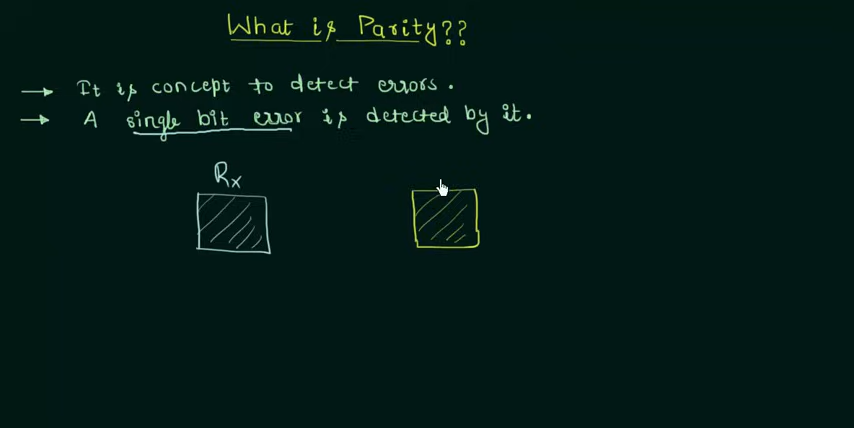 What is Parity??
→ It is concept to detect errors.
→ A single bit error is detected by it.
Rx